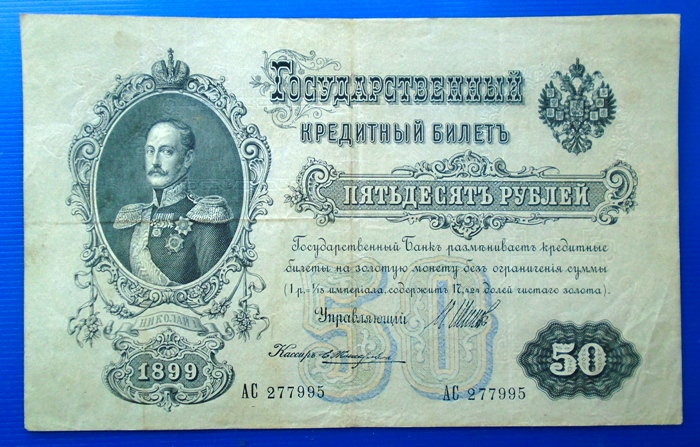 Государственный
кредитный билетъ
пятьдесятъ рублей
Государственный Банкъ размѣниваетъ кредитные
билеты на золотую монету безъ ограниченія суммы
(1 р.= 1/15 имперіала, содержитъ 17,424 долей чистаго золота).
Управляющій
НИКОЛАЙ I
Кассиръ
50
1899
АС 277995
АС 277995
50